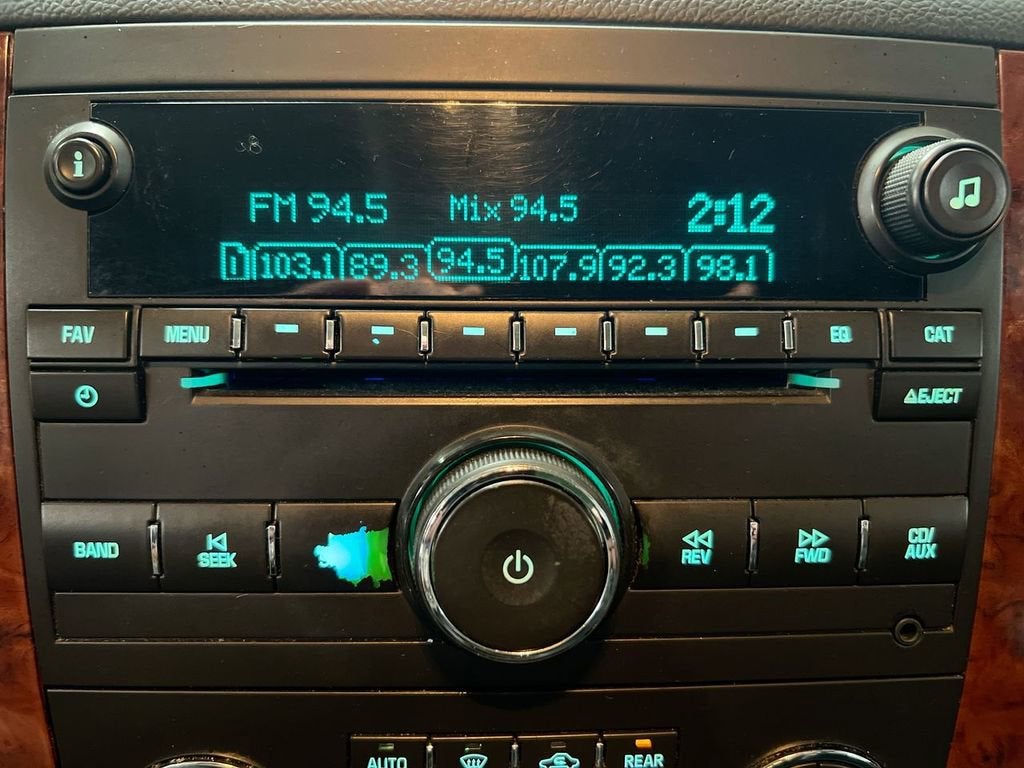 i
FM 94.5 Mix 94.5 2:12
1 103.1 89.3 94.5 107.9 92.3 98.1
FAV MENU EQ CAT
EJECT
BAND SEEK REV FWD CD/
AUX
AUTO REAR